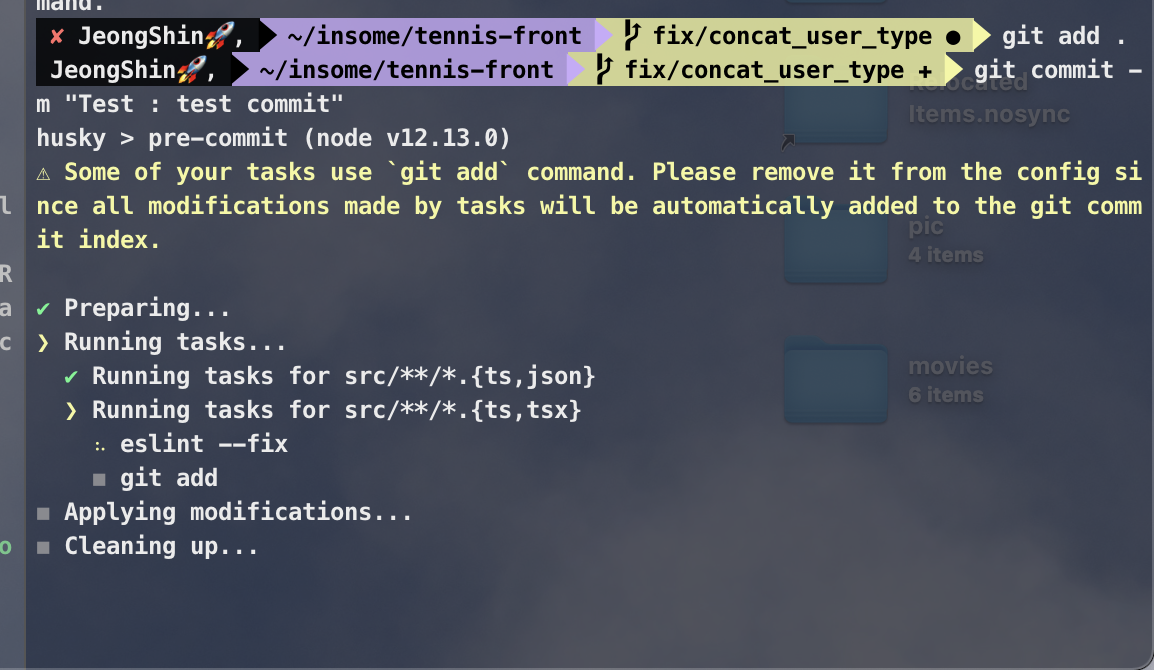 mand.
✘ JeongShin🚀, ~/insome/tennis-front fix/concat_user_type ● git add .
JeongShin🚀, ~/insome/tennis-front fix/concat_user_type + git commit -
m "Test : test commit"
husky > pre-commit (node v12.13.0)
⚠ Some of your tasks use `git add` command. Please remove it from the config si
nce all modifications made by tasks will be automatically added to the git comm
it index.
✔ Preparing...
❯ Running tasks...
✔ Running tasks for src/**/*.{ts,json}
❯ Running tasks for src/**/*.{ts,tsx}
⠦ eslint --fix
■ git add
■ Applying modifications...
■ Cleaning up...
Relocated
Items.nosync
pic
4 items
movies
6 items
l
R
a
c
o